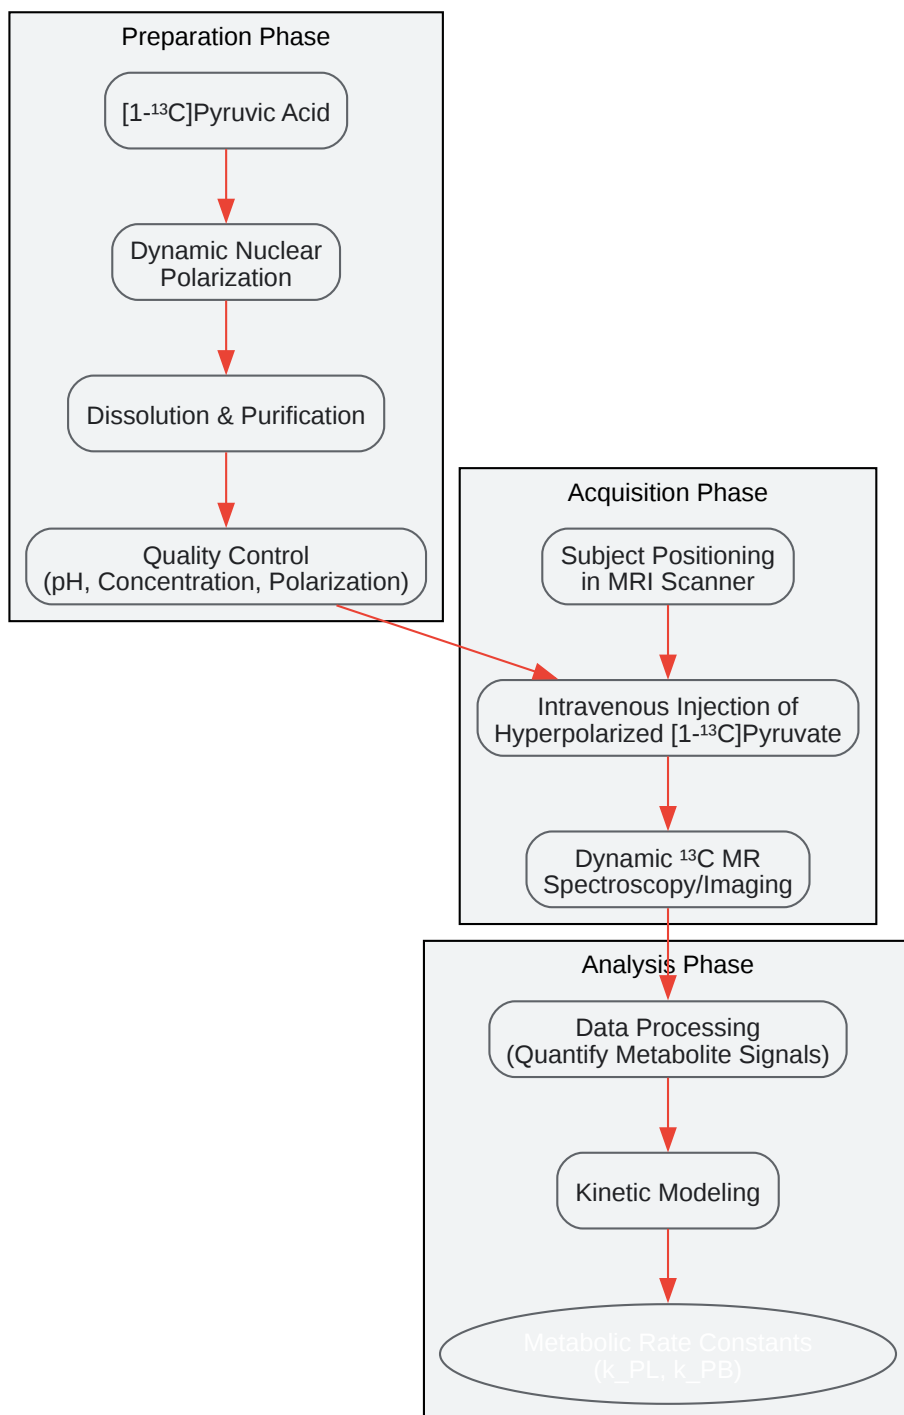 Preparation Phase
[1-¹³C]Pyruvic Acid
Dynamic Nuclear
Polarization
Dissolution & Purification
Quality Control
(pH, Concentration, Polarization)
Acquisition Phase
Subject Positioning
in MRI Scanner
Intravenous Injection of
Hyperpolarized [1-¹³C]Pyruvate
Dynamic ¹³C MR
Spectroscopy/Imaging
Analysis Phase
Data Processing
(Quantify Metabolite Signals)
Kinetic Modeling
Metabolic Rate Constants
(k_PL, k_PB)